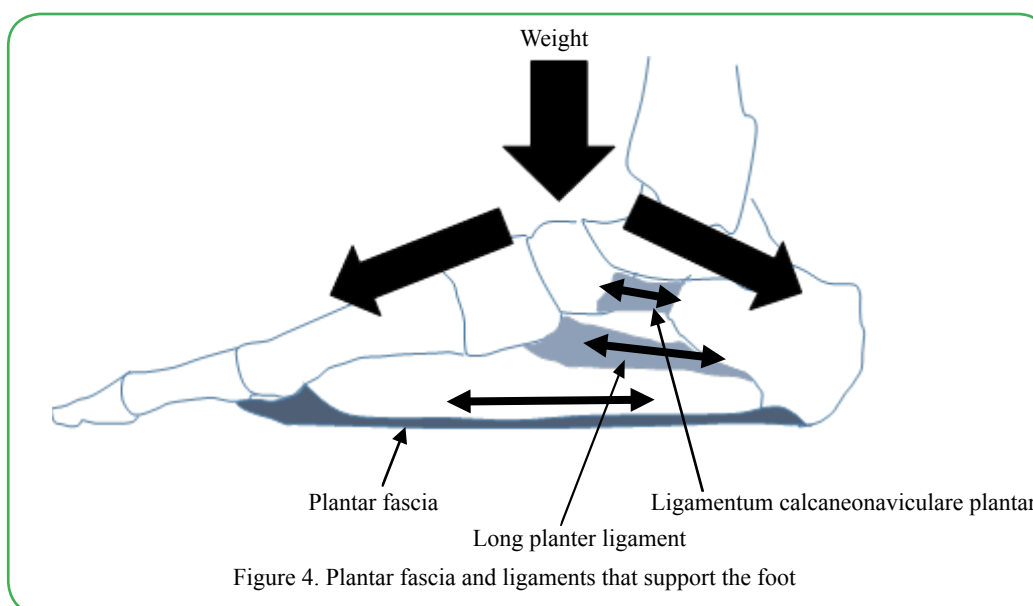 Weight
Plantar fascia
Ligamentum calcaneonaviculare plantar
Long planter ligament
Figure 4. Plantar fascia and ligaments that support the foot